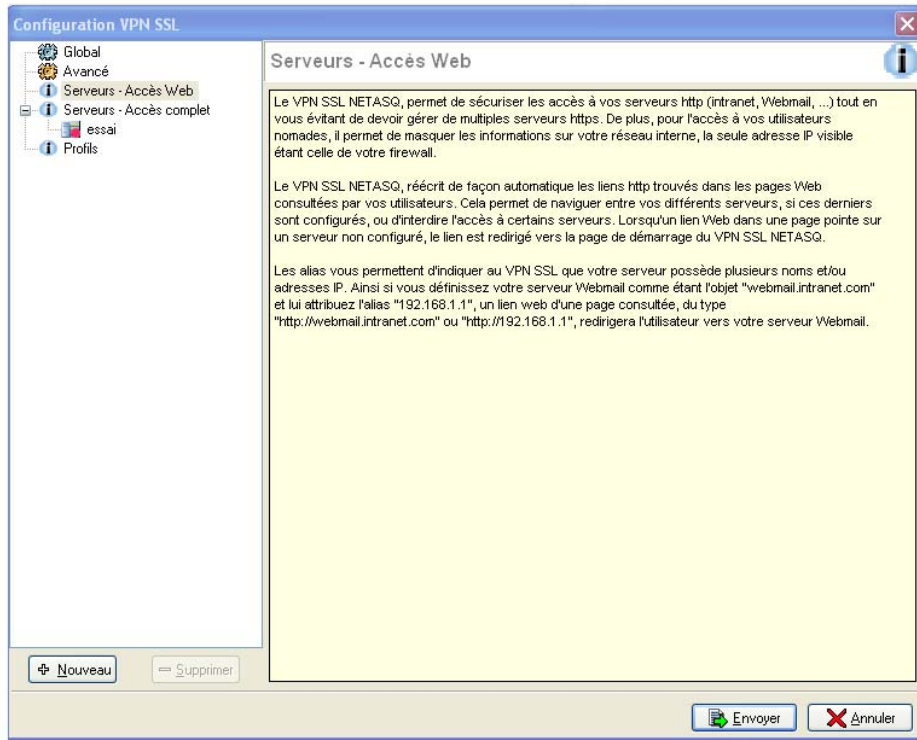 Configuration VPN SSL
Global
Avancé
Serveurs - Accès Web
Serveurs - Accès complet
essai
Profils
Nouveau
Supprimer
Serveurs - Accès Web
Le VPN SSL NETASQ, permet de sécuriser les accès à vos serveurs http (intranet, Webmail, ...) tout en
vous évitant de devoir gérer de multiples serveurs https. De plus, pour l'accès à vos utilisateurs
nomades, il permet de masquer les informations sur votre réseau interne, la seule adresse IP visible
étant celle de votre firewall.
Le VPN SSL NETASQ, réécrit de façon automatique les liens http trouvés dans les pages Web
consultées par vos utilisateurs. Cela permet de naviguer entre vos différents serveurs, si ces derniers
sont configurés, ou d'interdire l'accès à certains serveurs. Lorsqu'un lien Web dans une page pointe sur
un serveur non configuré, le lien est redirigé vers la page de démarrage du VPN SSL NETASQ.
Les alias vous permettent d'indiquer au VPN SSL que votre serveur possède plusieurs noms et/ou
adresses IP. Ainsi si vous définissez votre serveur Webmail comme étant l'objet "webmail.intranet.com"
et lui attribuez l'alias "192.168.1.1", un lien web d'une page consultée, du type
"http://webmail.intranet.com" ou "http://192.168.1.1", redirigera l'utilisateur vers votre serveur Webmail.
Envoyer
Annuler